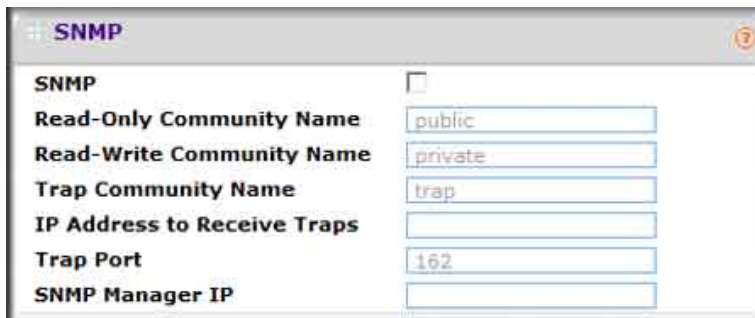 SNMP
SNMP
Read-Only Community Name public
Read-Write Community Name private
Trap Community Name trap
IP Address to Receive Traps
Trap Port 162
SNMP Manager IP